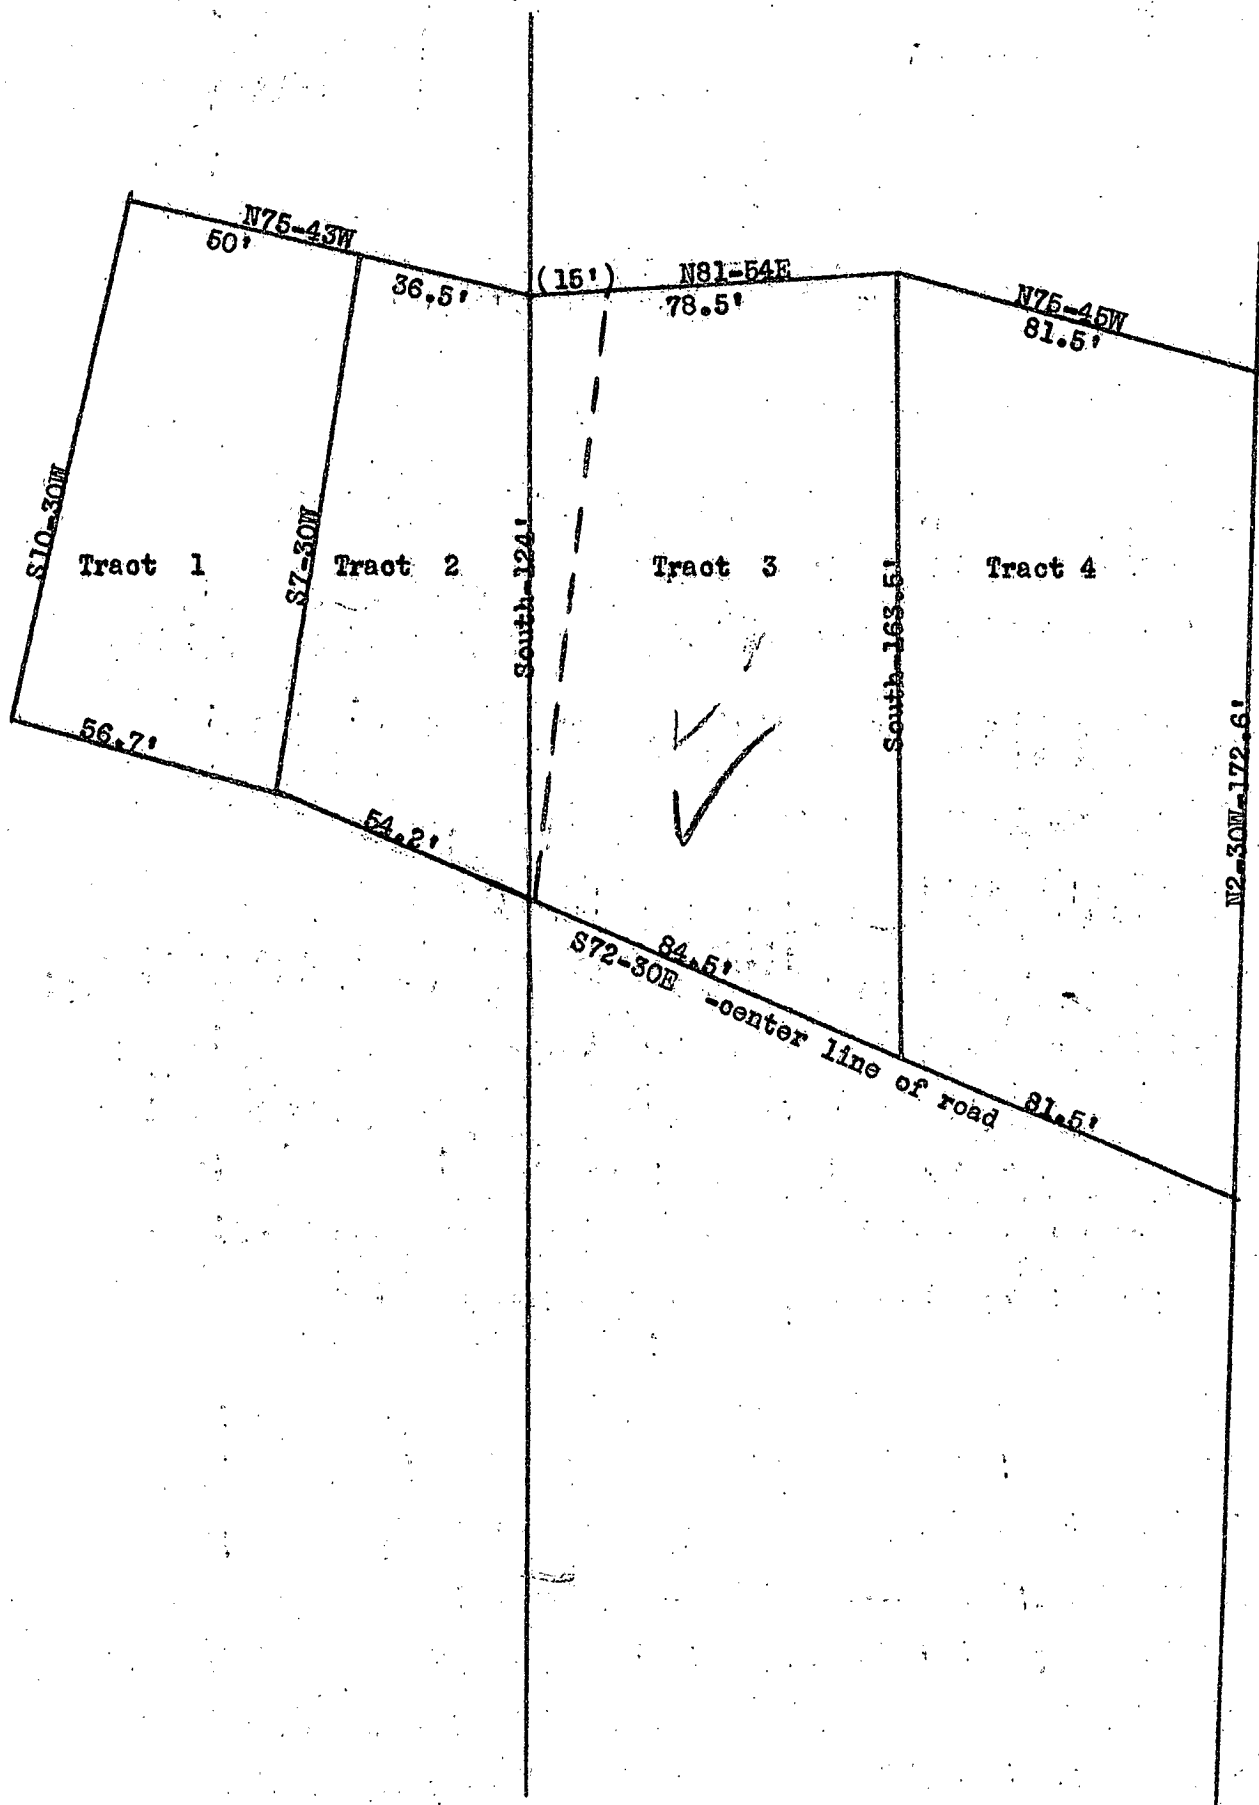 N75-43W
50'
36.5'
(15')
N81-54E
78.5'
N75-45W
81.5'
S10-30W
Tract 1
S7-30W
Tract 2
South-124'
Tract 3
South-163.5'
Tract 4
N2-30W-172.6'
56.7'
54.2'
84.5'
S72-30E -center line of road
81.5'